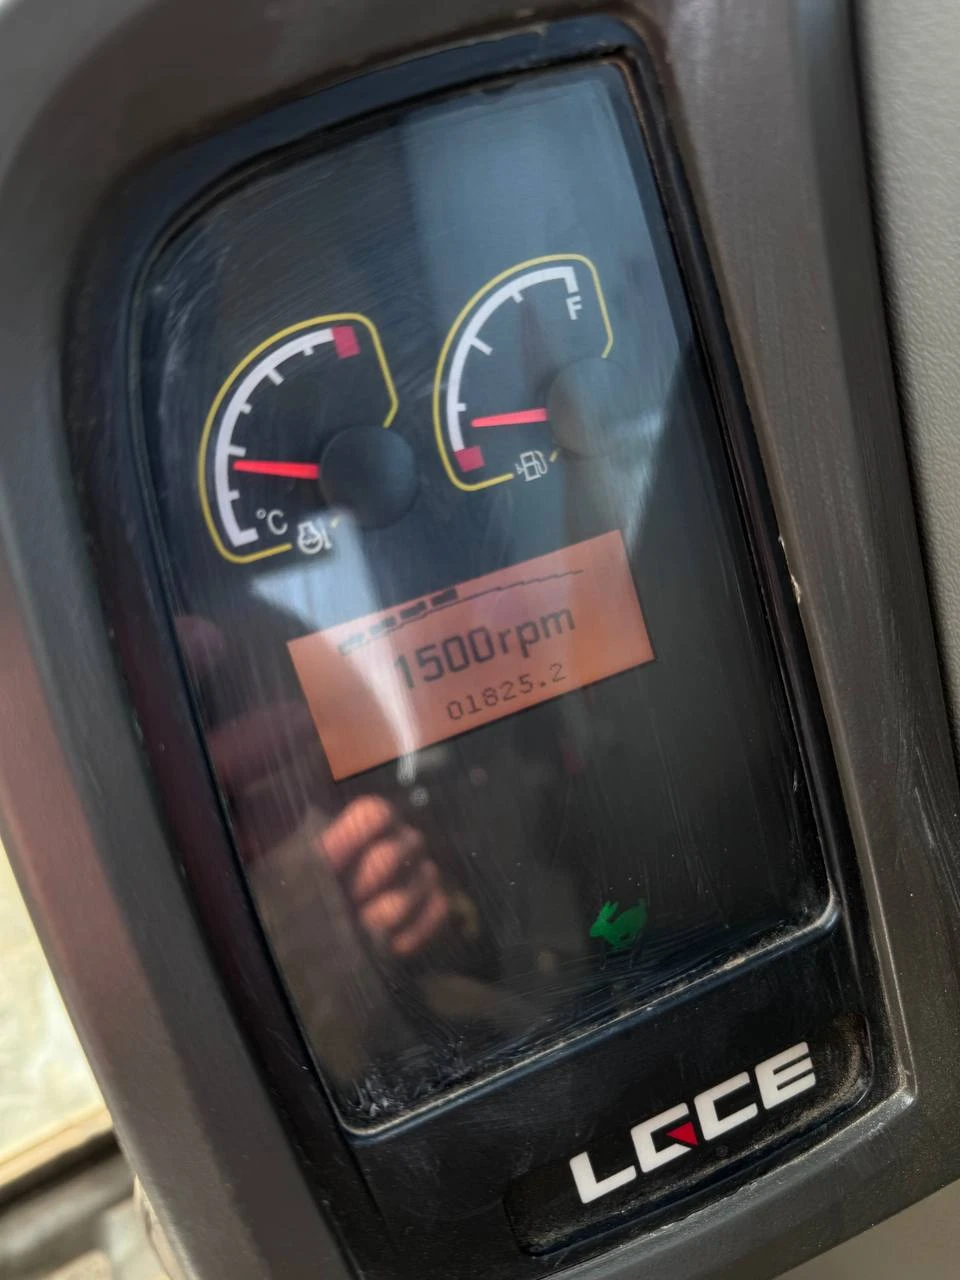 F
°C
1500rpm
01825.2
LGCE